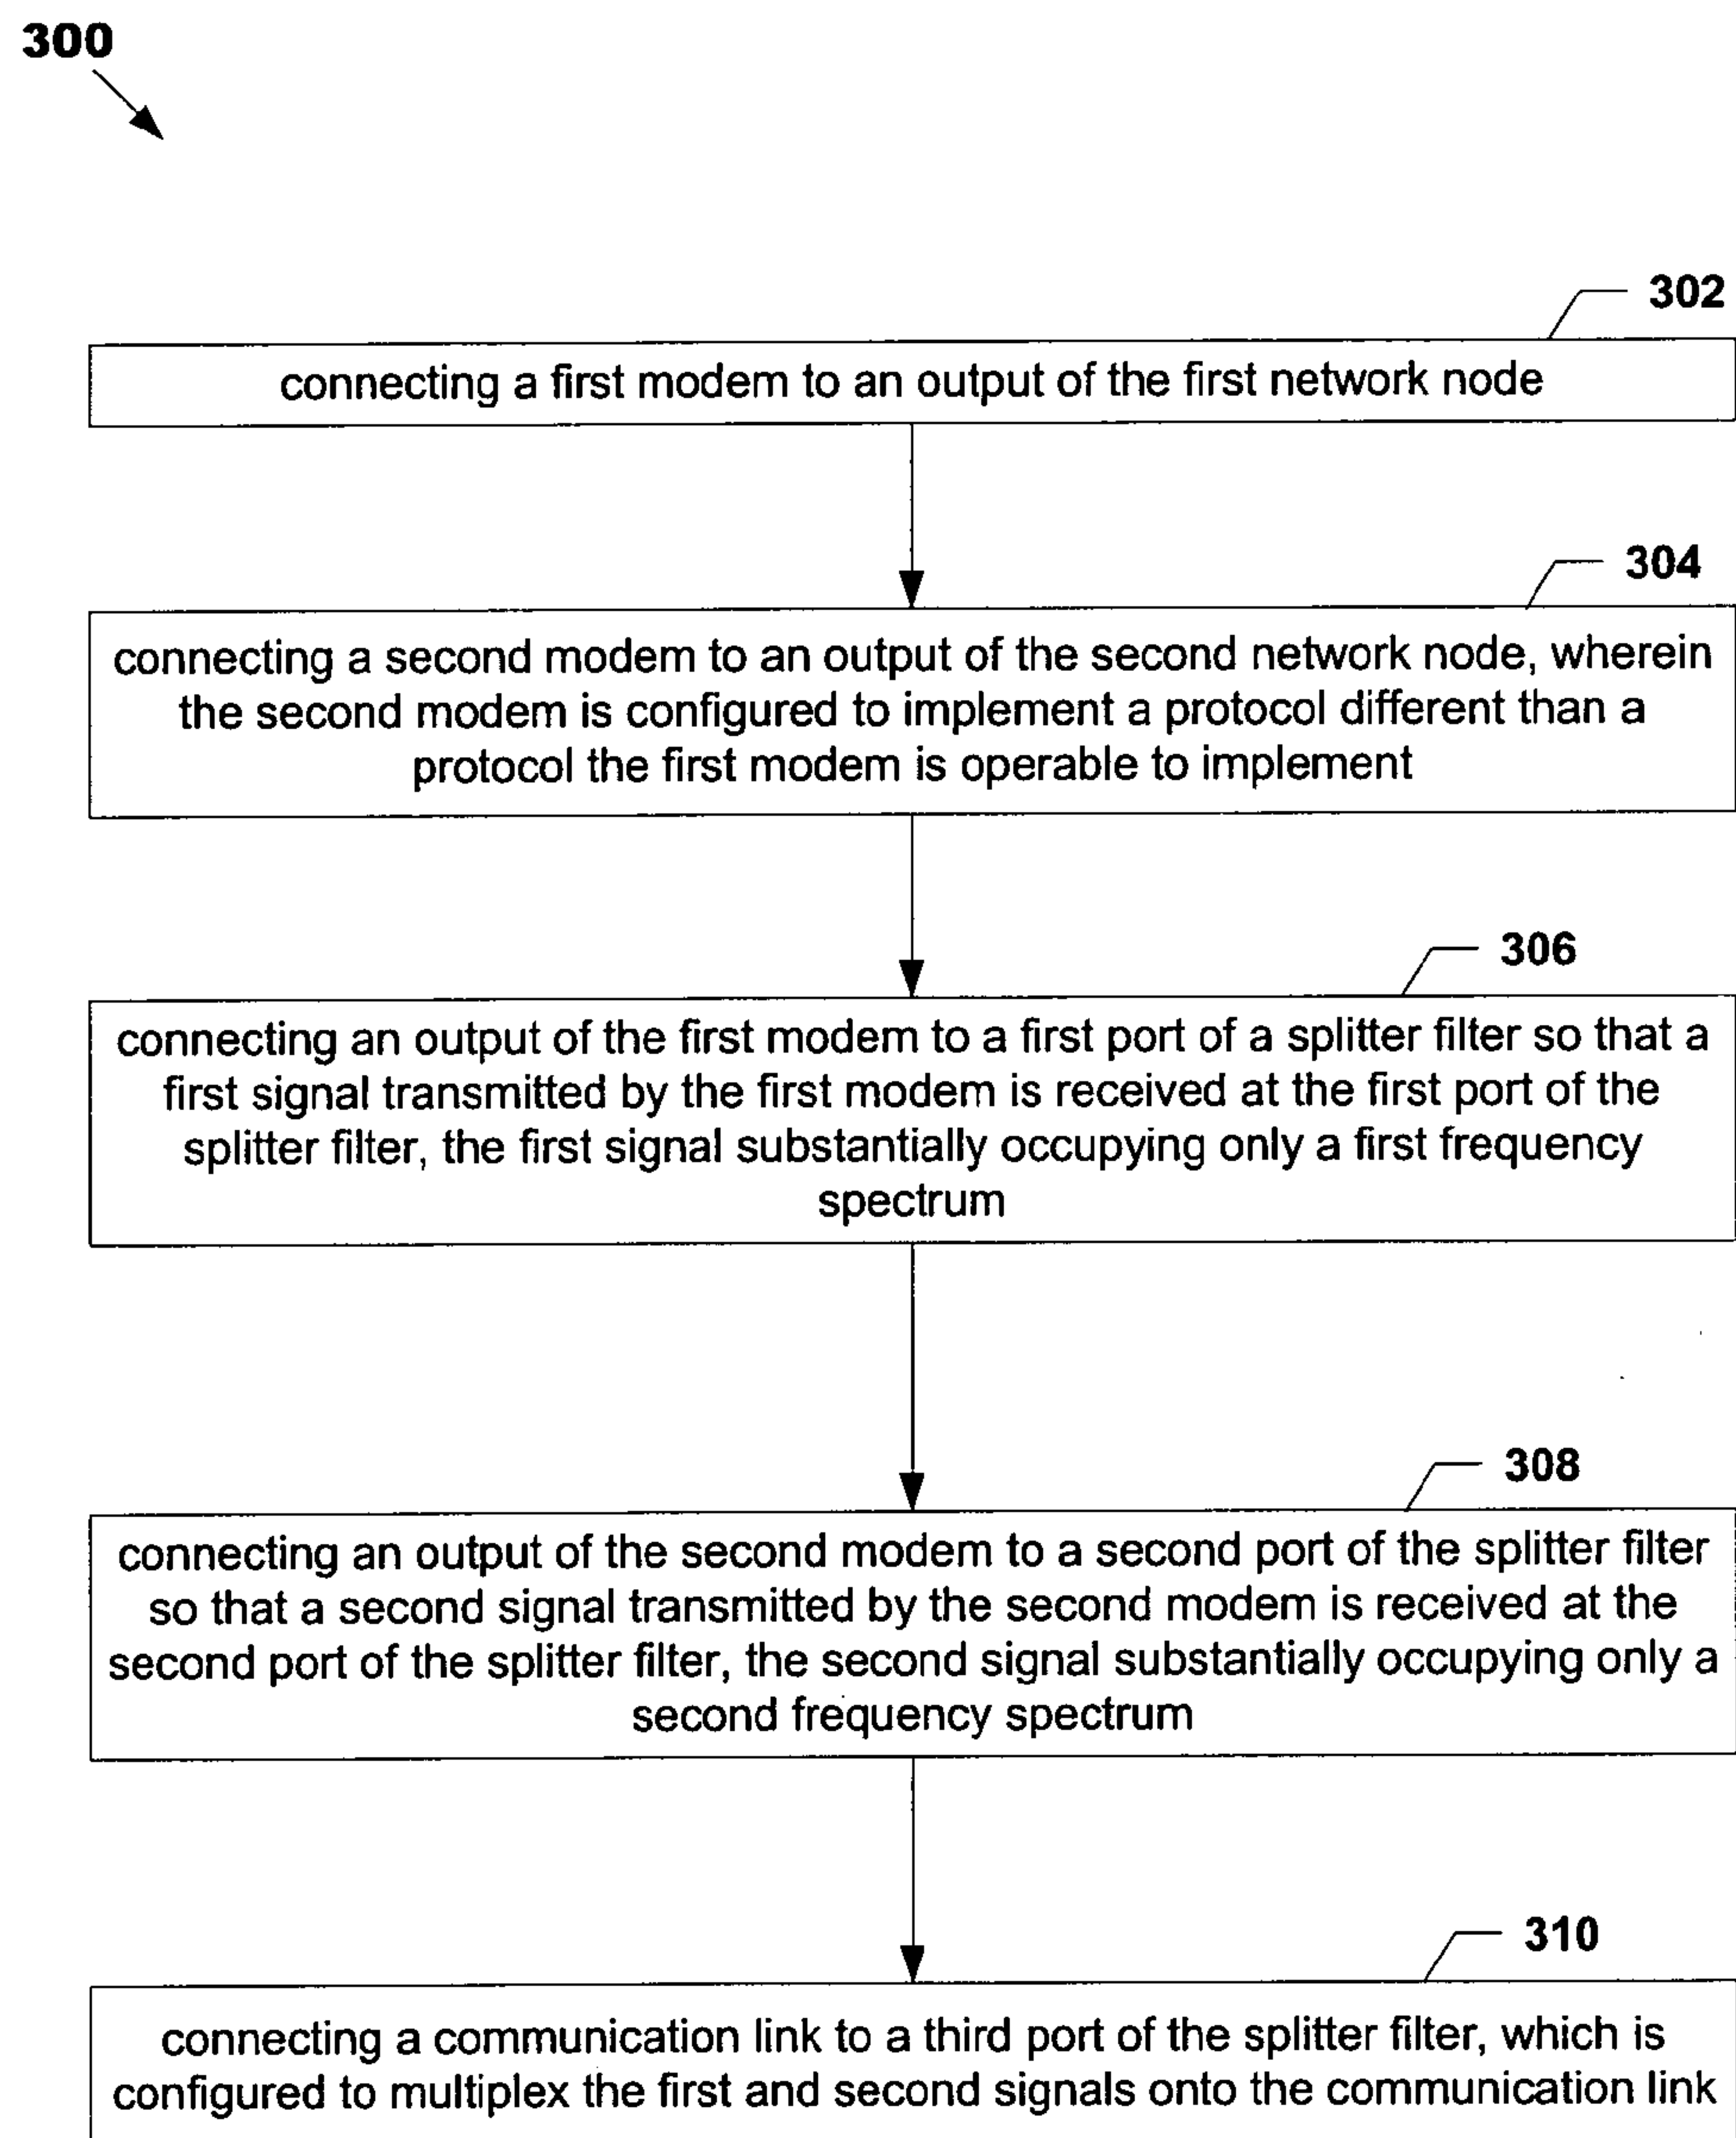 300
302
connecting a first modem to an output of the first network node
304
connecting a second modem to an output of the second network node, wherein
the second modem is configured to implement a protocol different than a
protocol the first modem is operable to implement
306
connecting an output of the first modem to a first port of a splitter filter so that a
first signal transmitted by the first modem is received at the first port of the
splitter filter, the first signal substantially occupying only a first frequency
spectrum
308
connecting an output of the second modem to a second port of the splitter filter
so that a second signal transmitted by the second modem is received at the
second port of the splitter filter, the second signal substantially occupying only a
second frequency spectrum
310
connecting a communication link to a third port of the splitter filter, which is
configured to multiplex the first and second signals onto the communication link